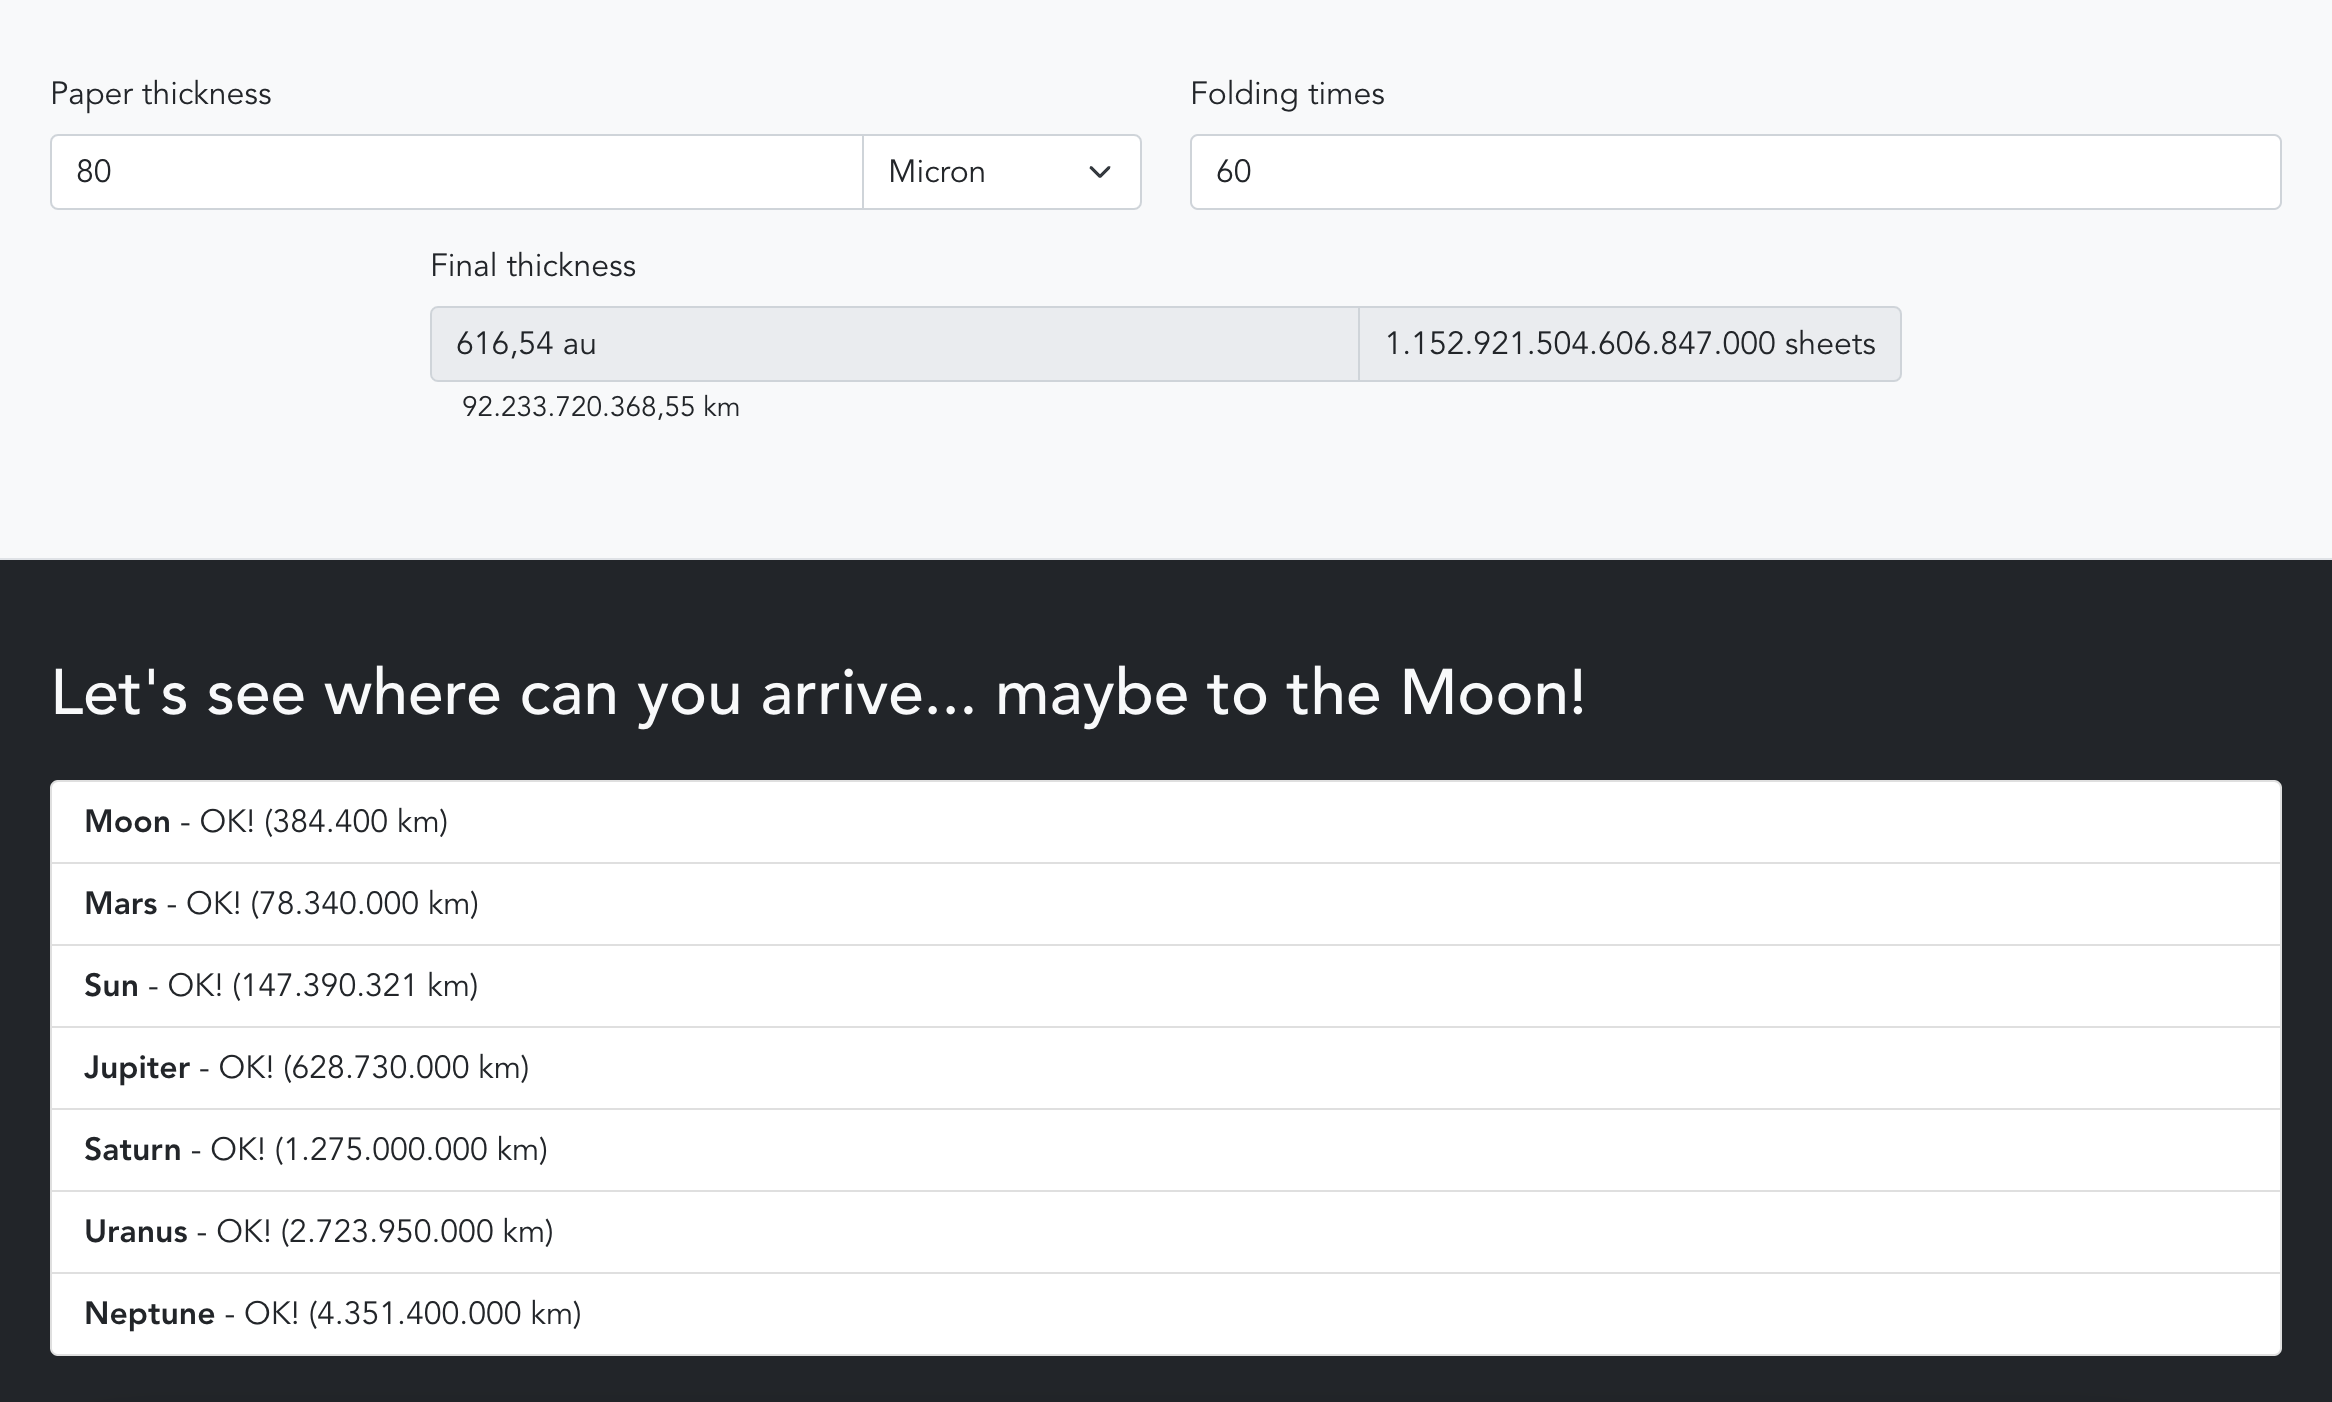 Paper thickness
Folding times
80
Micron
60
Final thickness
616,54 au
1.152.921.504.606.847.000 sheets
92.233.720.368,55 km
Let's see where can you arrive... maybe to the Moon!
Moon - OK! (384.400 km)
Mars - OK! (78.340.000 km)
Sun - OK! (147.390.321 km)
Jupiter - OK! (628.730.000 km)
Saturn - OK! (1.275.000.000 km)
Uranus - OK! (2.723.950.000 km)
Neptune - OK! (4.351.400.000 km)